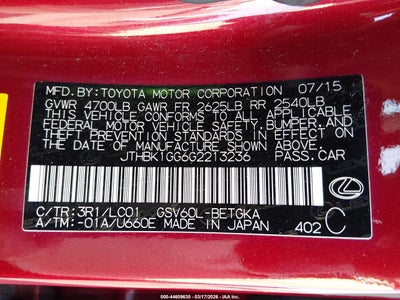 MFD.BY:TOYOTA MOTOR CORPORATION 07/15
GVWR 4700LB GAWR FR 2625LB RR 2540LB
THIS VEHICLE CONFORMS TO ALL APPLICABLE
FEDERAL MOTOR VEHICLE SAFETY, BUMPER, AND
THEFT PREVENTION STANDARDS IN EFFECT ON
THE DATE OF MANUFACTURE SHOWN ABOVE.
JTHBK1GG6G2213236 PASS.CAR
C/TR:3R1/LC01 GSV60L-BETGKA
A/TM:-01A/U660E MADE IN JAPAN 402 C
000-44609630 - 03/17/2026 - IAA Inc.